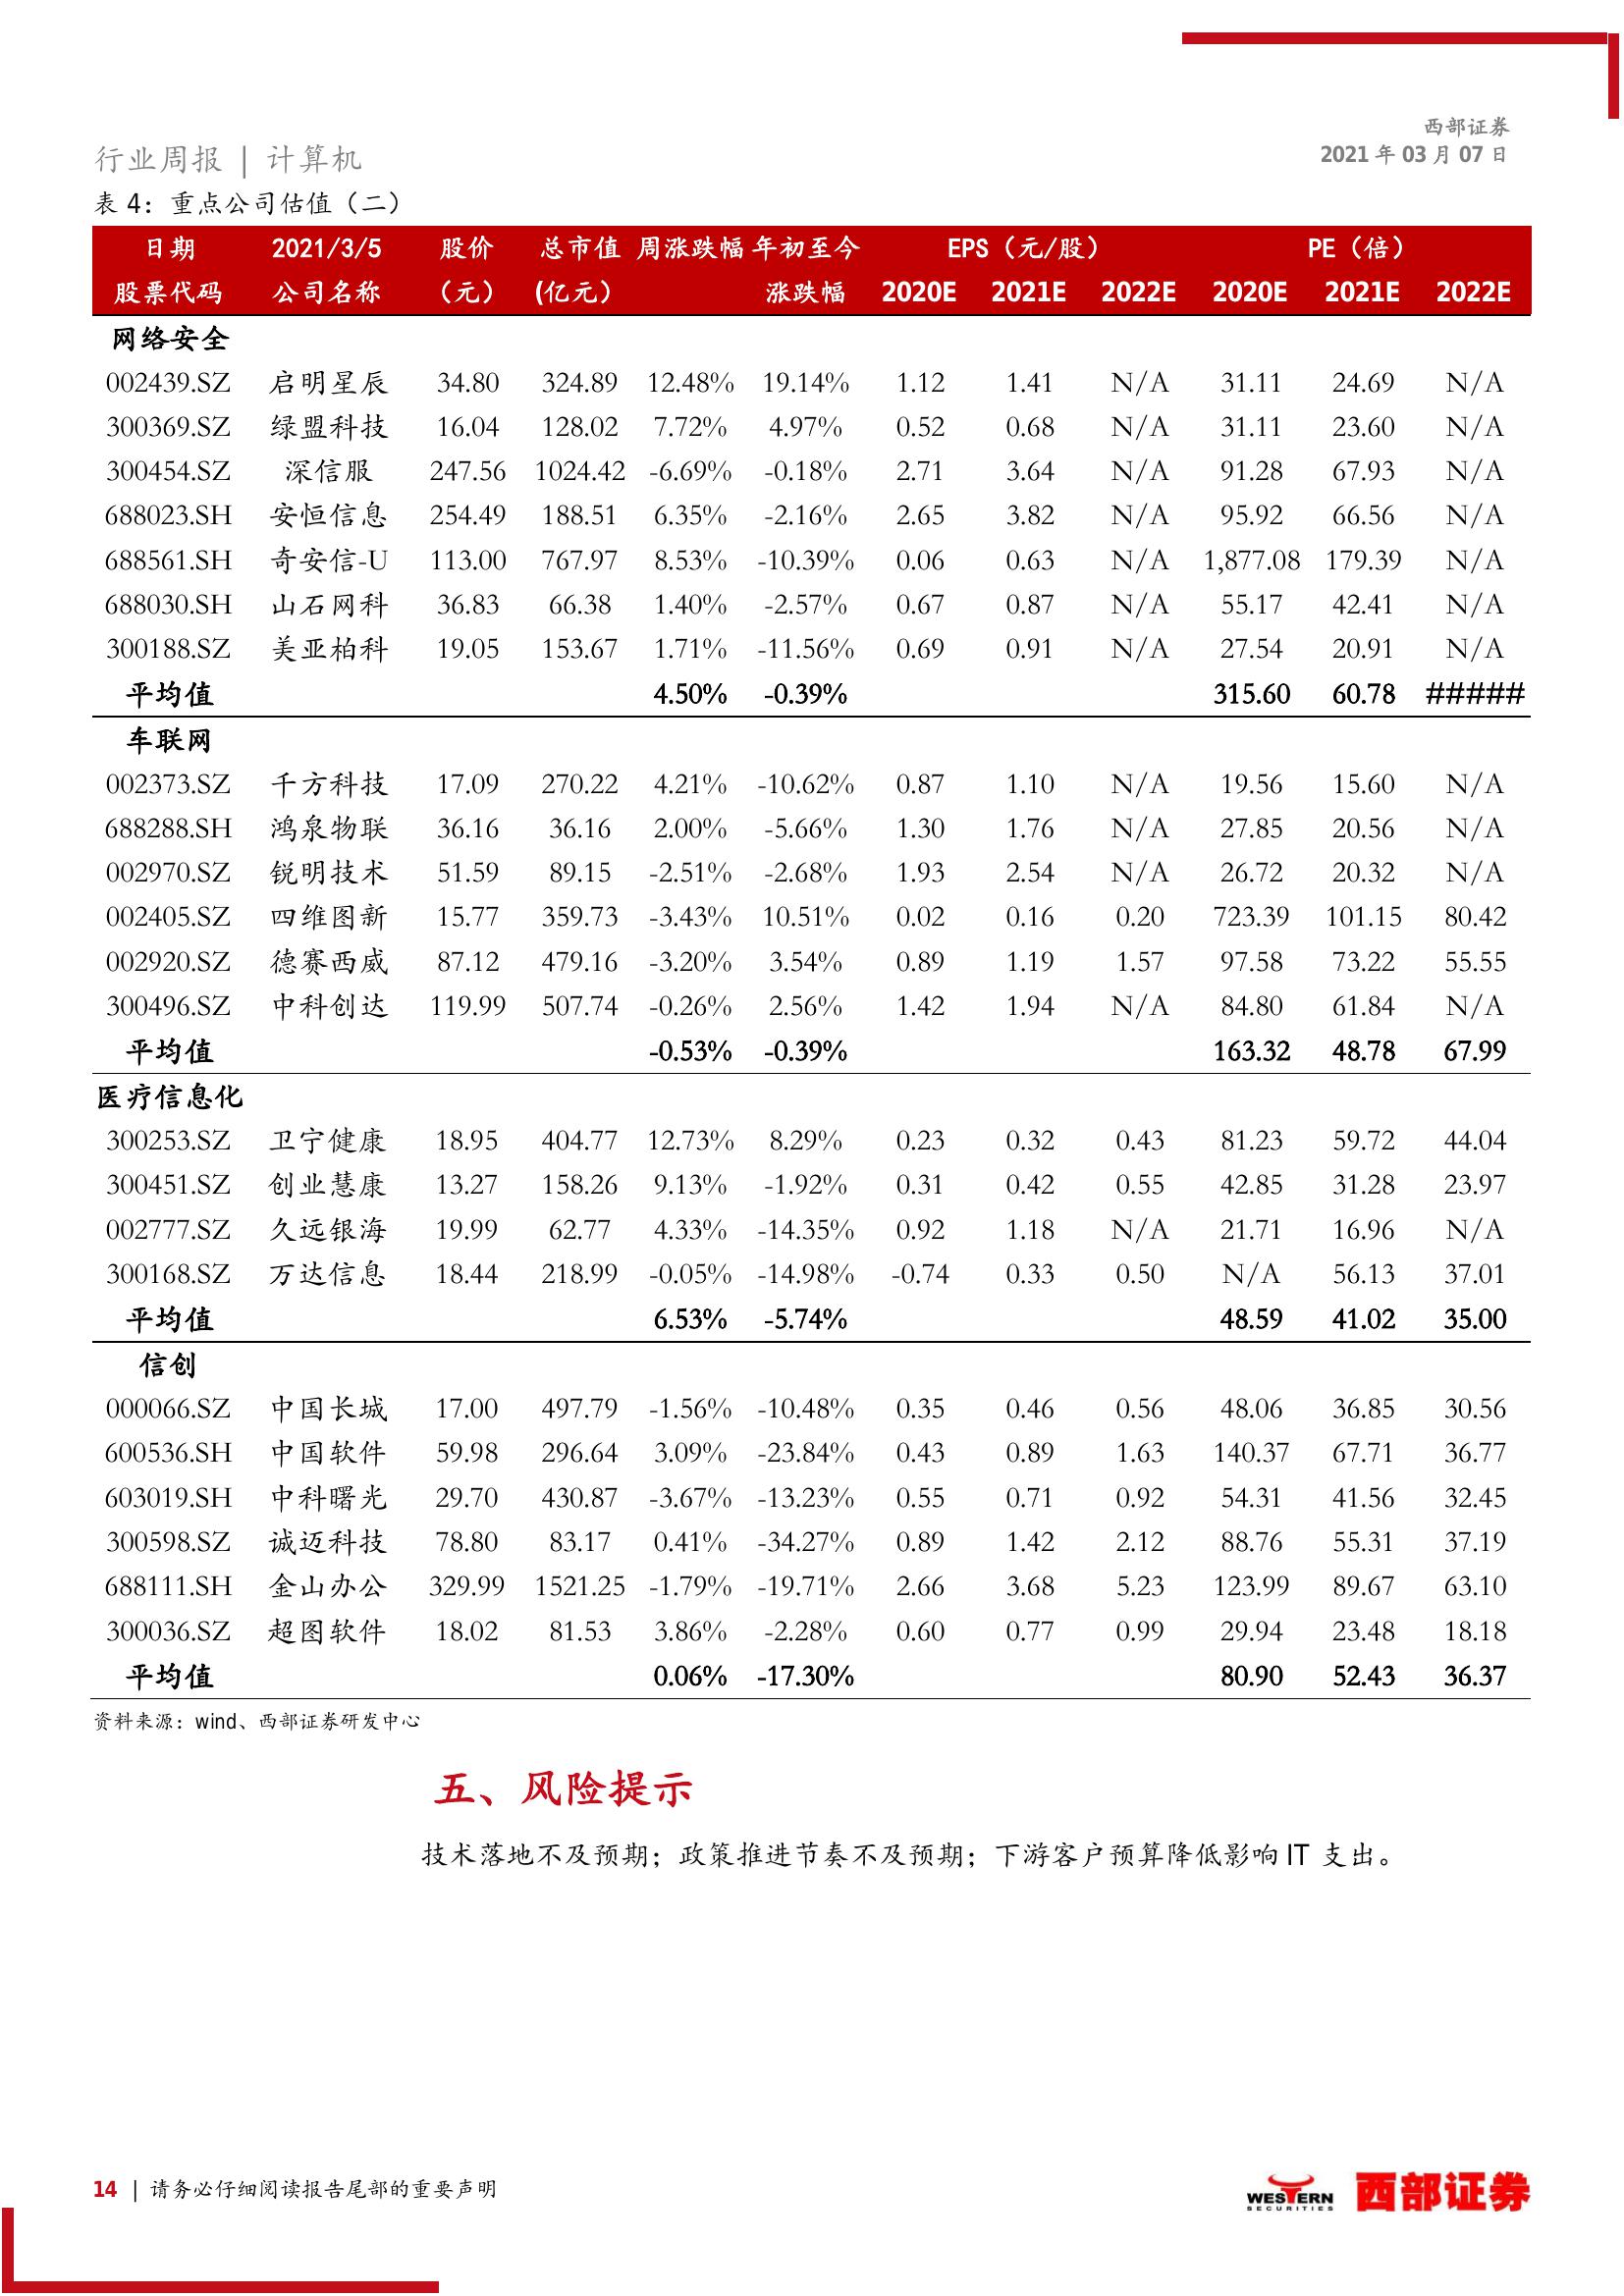 西部证券
2021 年 03 月 07 日
行业周报 | 计算机
表 4：重点公司估值（二）
日期 2021/3/5 股价 总市值 周涨跌幅 年初至今 EPS（元/股） PE（倍）
股票代码 公司名称 （元） (亿元） 涨跌幅 2020E 2021E 2022E 2020E 2021E 2022E
网络安全
002439.SZ 启明星辰 34.80 324.89 12.48% 19.14% 1.12 1.41 N/A 31.11 24.69 N/A
300369.SZ 绿盟科技 16.04 128.02 7.72% 4.97% 0.52 0.68 N/A 31.11 23.60 N/A
300454.SZ 深信服 247.56 1024.42 -6.69% -0.18% 2.71 3.64 N/A 91.28 67.93 N/A
688023.SH 安恒信息 254.49 188.51 6.35% -2.16% 2.65 3.82 N/A 95.92 66.56 N/A
688561.SH 奇安信-U 113.00 767.97 8.53% -10.39% 0.06 0.63 N/A 1,877.08 179.39 N/A
688030.SH 山石网科 36.83 66.38 1.40% -2.57% 0.67 0.87 N/A 55.17 42.41 N/A
300188.SZ 美亚柏科 19.05 153.67 1.71% -11.56% 0.69 0.91 N/A 27.54 20.91 N/A
平均值 4.50% -0.39% 315.60 60.78 #####
车联网
002373.SZ 千方科技 17.09 270.22 4.21% -10.62% 0.87 1.10 N/A 19.56 15.60 N/A
688288.SH 鸿泉物联 36.16 36.16 2.00% -5.66% 1.30 1.76 N/A 27.85 20.56 N/A
002970.SZ 锐明技术 51.59 89.15 -2.51% -2.68% 1.93 2.54 N/A 26.72 20.32 N/A
002405.SZ 四维图新 15.77 359.73 -3.43% 10.51% 0.02 0.16 0.20 723.39 101.15 80.42
002920.SZ 德赛西威 87.12 479.16 -3.20% 3.54% 0.89 1.19 1.57 97.58 73.22 55.55
300496.SZ 中科创达 119.99 507.74 -0.26% 2.56% 1.42 1.94 N/A 84.80 61.84 N/A
平均值 -0.53% -0.39% 163.32 48.78 67.99
医疗信息化
300253.SZ 卫宁健康 18.95 404.77 12.73% 8.29% 0.23 0.32 0.43 81.23 59.72 44.04
300451.SZ 创业慧康 13.27 158.26 9.13% -1.92% 0.31 0.42 0.55 42.85 31.28 23.97
002777.SZ 久远银海 19.99 62.77 4.33% -14.35% 0.92 1.18 N/A 21.71 16.96 N/A
300168.SZ 万达信息 18.44 218.99 -0.05% -14.98% -0.74 0.33 0.50 N/A 56.13 37.01
平均值 6.53% -5.74% 48.59 41.02 35.00
信创
000066.SZ 中国长城 17.00 497.79 -1.56% -10.48% 0.35 0.46 0.56 48.06 36.85 30.56
600536.SH 中国软件 59.98 296.64 3.09% -23.84% 0.43 0.89 1.63 140.37 67.71 36.77
603019.SH 中科曙光 29.70 430.87 -3.67% -13.23% 0.55 0.71 0.92 54.31 41.56 32.45
300598.SZ 诚迈科技 78.80 83.17 0.41% -34.27% 0.89 1.42 2.12 88.76 55.31 37.19
688111.SH 金山办公 329.99 1521.25 -1.79% -19.71% 2.66 3.68 5.23 123.99 89.67 63.10
300036.SZ 超图软件 18.02 81.53 3.86% -2.28% 0.60 0.77 0.99 29.94 23.48 18.18
平均值 0.06% -17.30% 80.90 52.43 36.37
资料来源：wind、西部证券研发中心
五、风险提示
技术落地不及预期；政策推进节奏不及预期；下游客户预算降低影响 IT 支出。
14 | 请务必仔细阅读报告尾部的重要声明
WESTERN
SECURITIES
西部证券